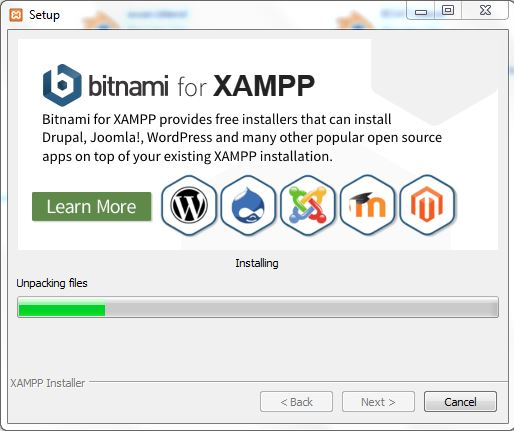 Setup
bitnami for XAMPP
Bitnami for XAMPP provides free installers that can install
Drupal, Joomla!, WordPress and many other popular open source
apps on top of your existing XAMPP installation.
Learn More
Installing
Unpacking files
XAMPP Installer
< Back
Next >
Cancel